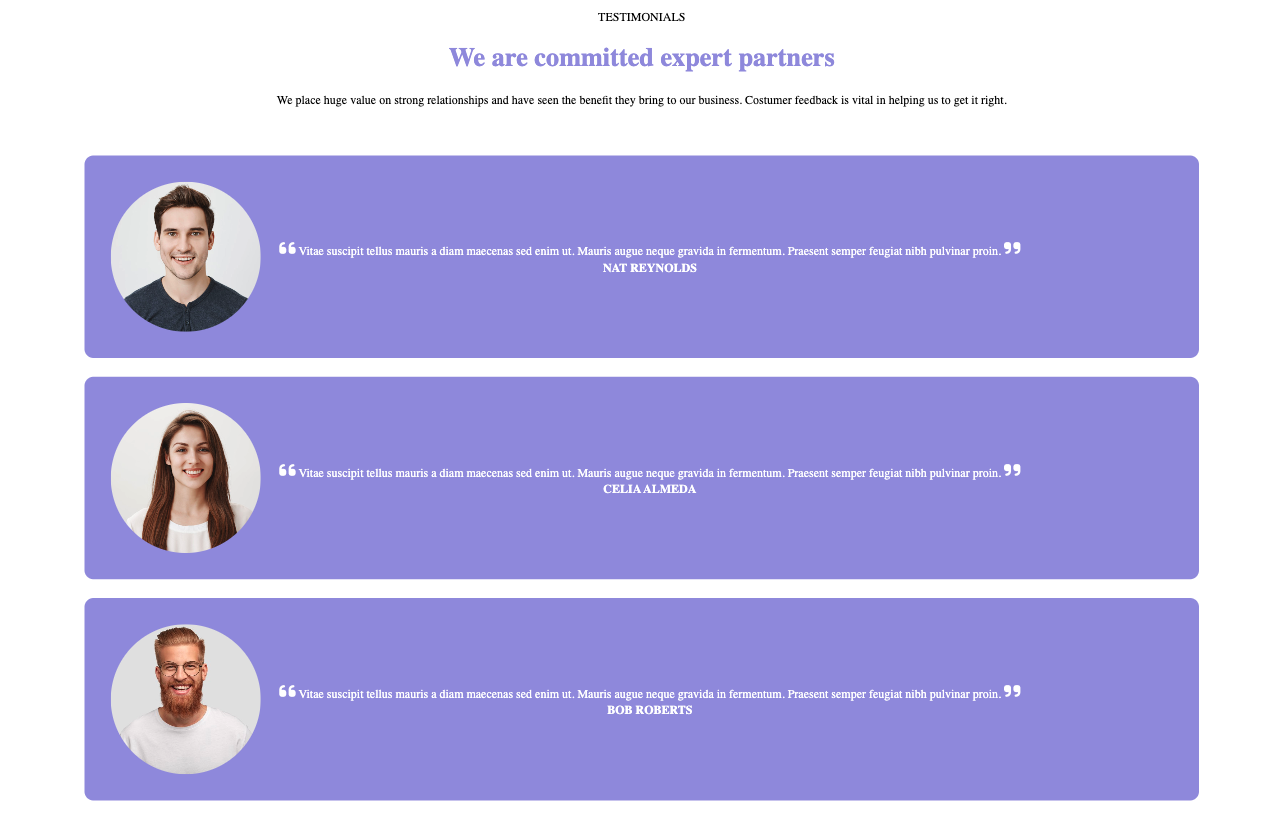 TESTIMONIALS
We are committed expert partners
We place huge value on strong relationships and have seen the benefit they bring to our business. Costumer feedback is vital in helping us to get it right.
❝ Vitae suscipit tellus mauris a diam maecenas sed enim ut. Mauris augue neque gravida in fermentum. Praesent semper feugiat nibh pulvinar proin. ❞
NAT REYNOLDS
❝ Vitae suscipit tellus mauris a diam maecenas sed enim ut. Mauris augue neque gravida in fermentum. Praesent semper feugiat nibh pulvinar proin. ❞
CELIA ALMEDA
❝ Vitae suscipit tellus mauris a diam maecenas sed enim ut. Mauris augue neque gravida in fermentum. Praesent semper feugiat nibh pulvinar proin. ❞
BOB ROBERTS